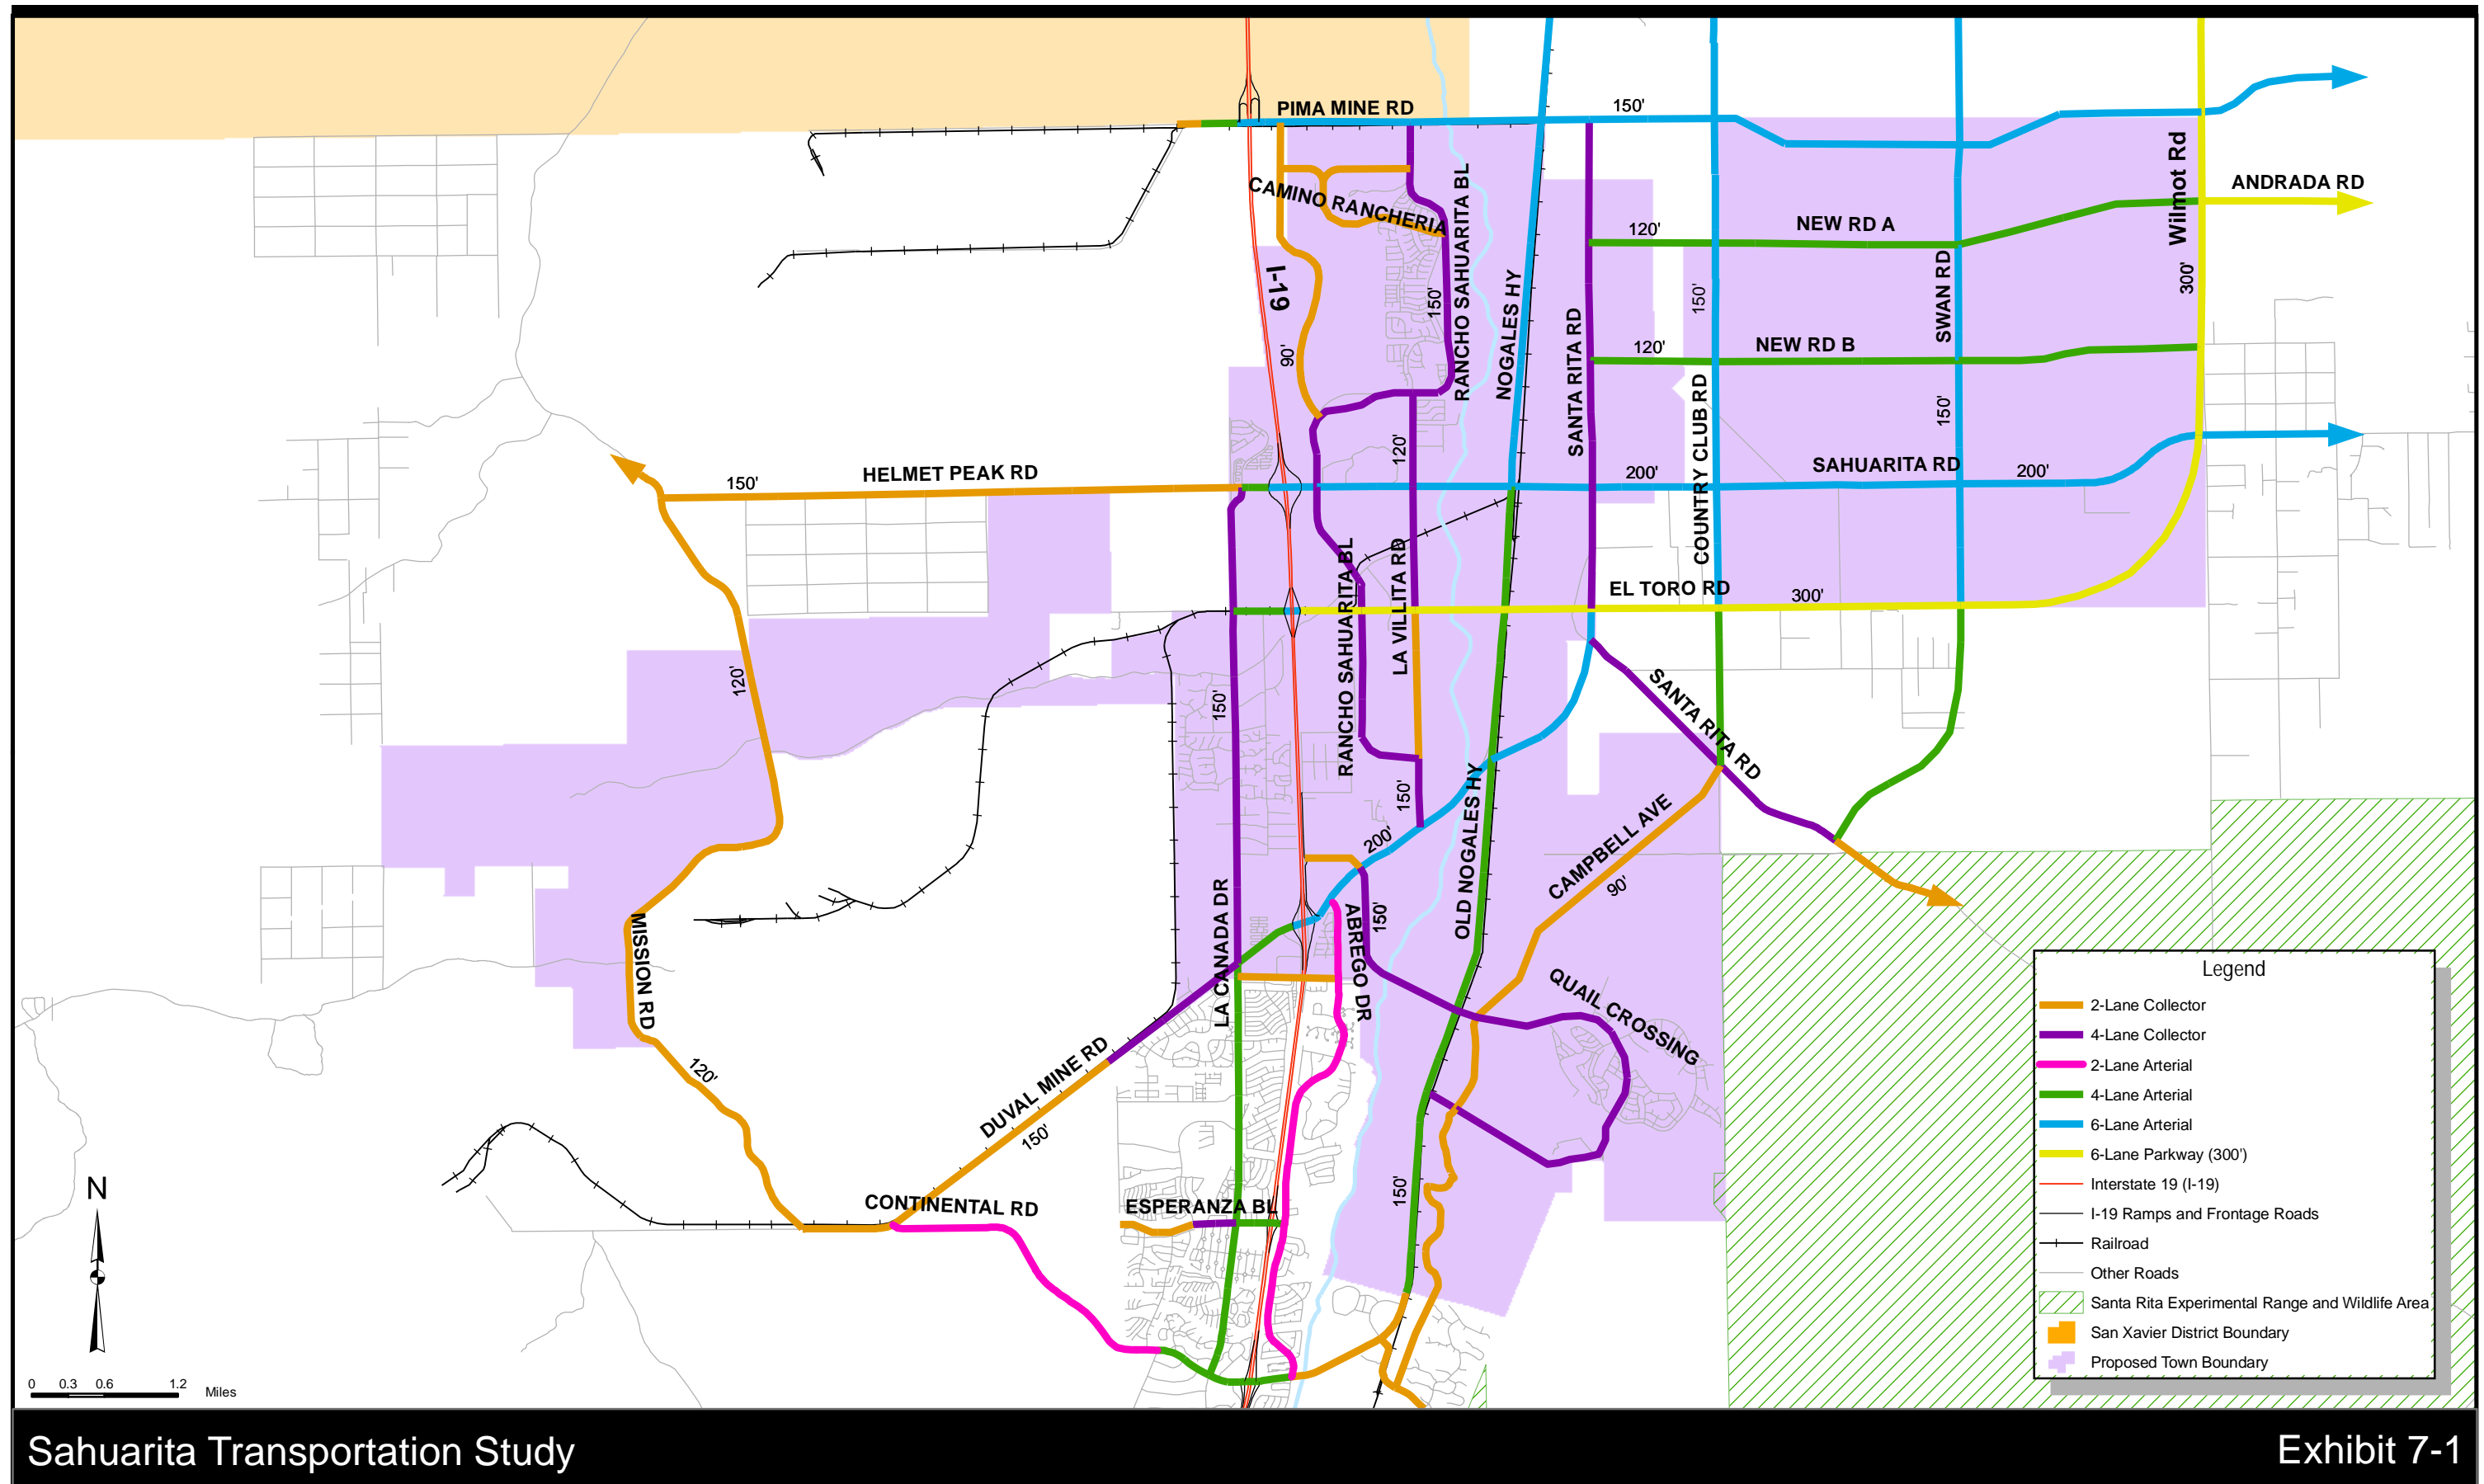 PIMA MINE RD
150'
Wilmot Rd
ANDRADA RD
CAMINO RANCHERIA
RANCHO SAHUARITA BL
120'
NEW RD A
I-19
150'
NOGALES HY
SANTA RITA RD
150'
SWAN RD
300'
90'
120'
NEW RD B
COUNTRY CLUB RD
150'
120'
HELMET PEAK RD
150'
200'
SAHUARITA RD
200'
RANCHO SAHUARITA BL
LA VILLITA RD
EL TORO RD
300'
120'
150'
SANTA RITA RD
150'
OLD NOGALES HY
200'
CAMPBELL AVE
90'
LA CANADA DR
ABREGO DR
150'
MISSION RD
QUAIL CROSSING
120'
DUVAL MINE RD
150'
CONTINENTAL RD
ESPERANZA BL
150'
N
0 0.3 0.6 1.2
Miles
Legend
2-Lane Collector
4-Lane Collector
2-Lane Arterial
4-Lane Arterial
6-Lane Arterial
6-Lane Parkway (300')
Interstate 19 (I-19)
I-19 Ramps and Frontage Roads
Railroad
Other Roads
Santa Rita Experimental Range and Wildlife Area
San Xavier District Boundary
Proposed Town Boundary
Sahuarita Transportation Study
Exhibit 7-1